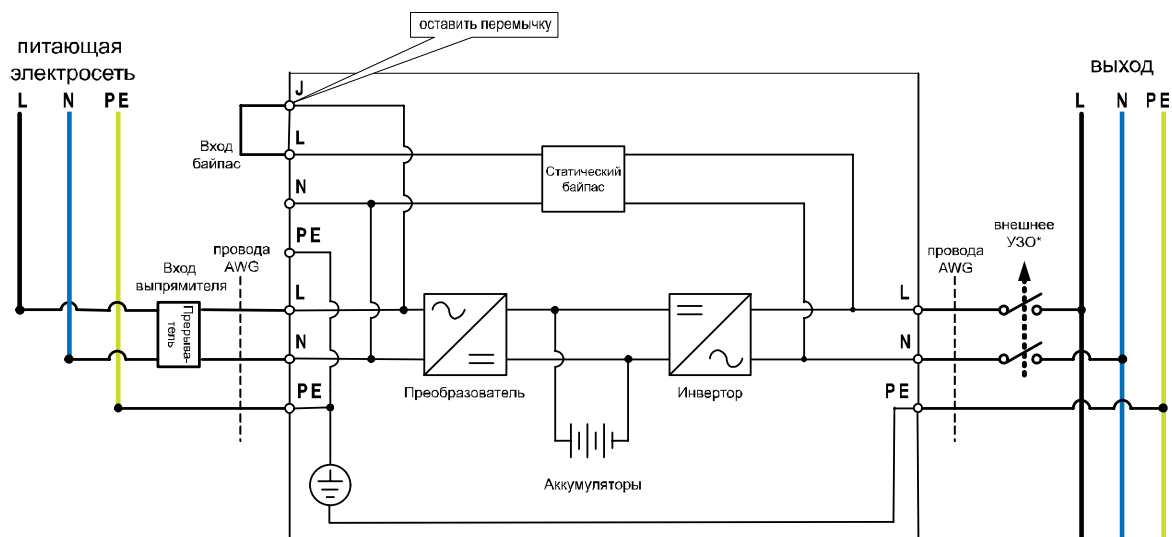 оставить перемычку
питающая
электросеть
L N PE
J
L
Вход
байпас
N
PE
Статический
байпас
провода
AWG
Вход
выпрямителя
Прерыва-
тель
L
N
PE
Преобразователь
Аккумуляторы
Инвертор
L
N
PE
провода
AWG
внешнее
УЗО*
выход
L N PE